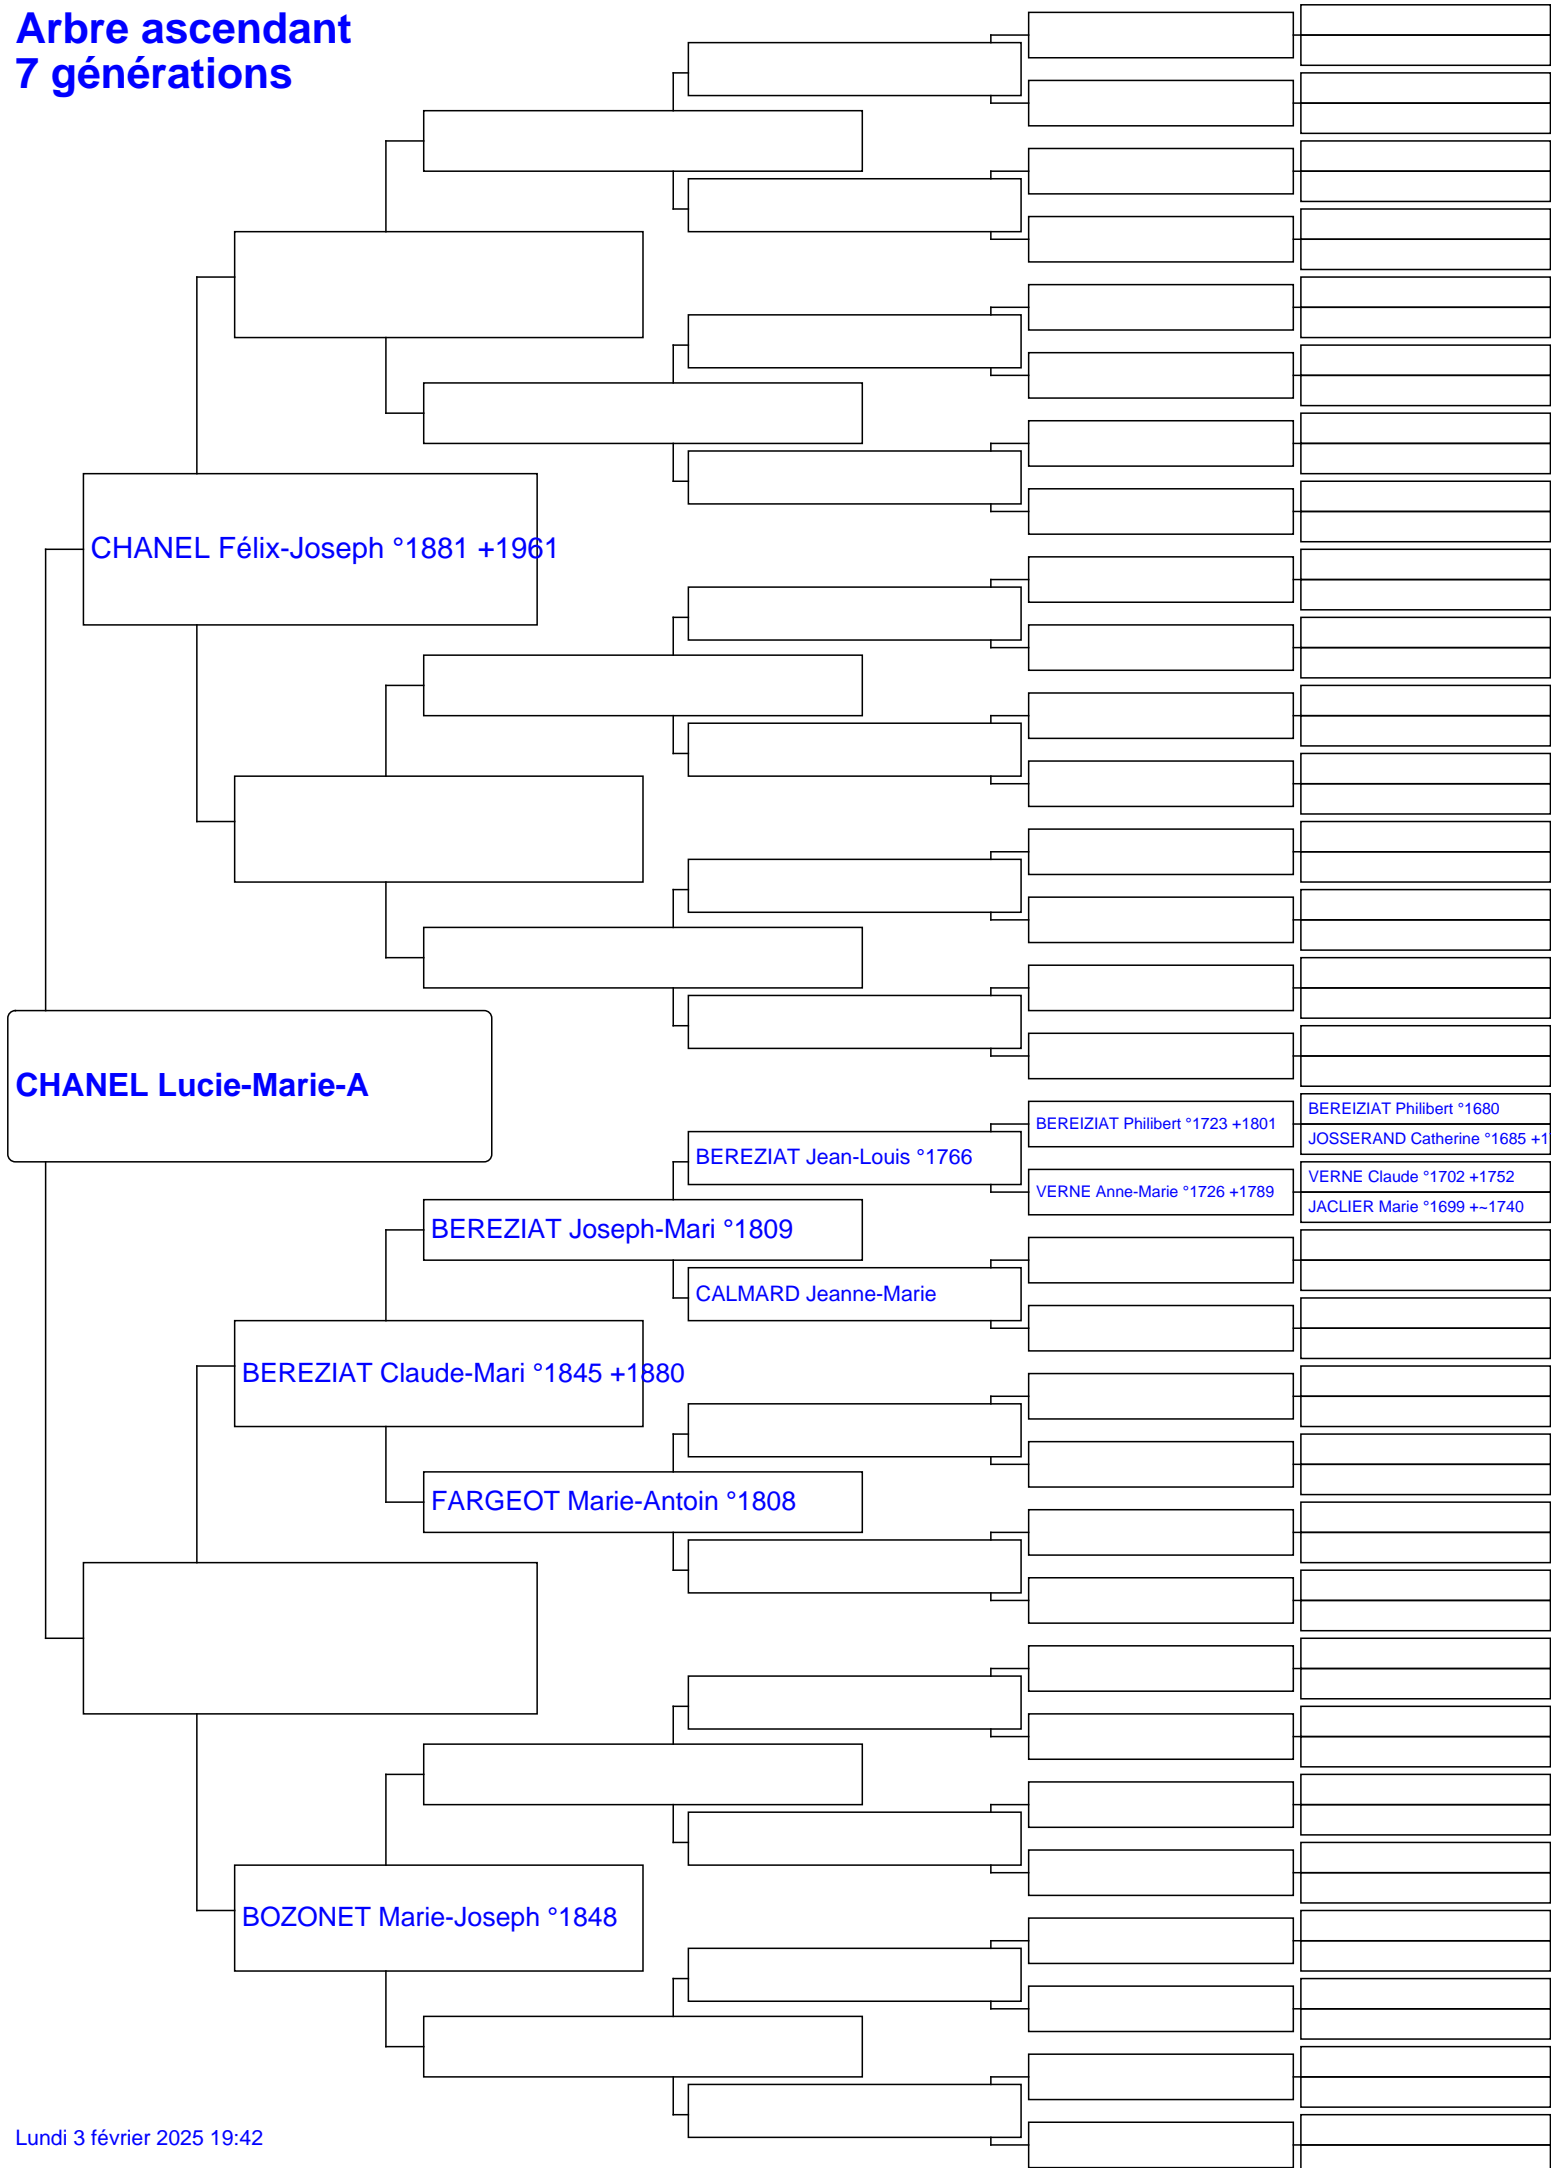 Arbre ascendant
7 générations
CHANEL Félix-Joseph °1881 +1961
CHANEL Lucie-Marie-A
BEREIZIAT Philibert °1680
BEREIZIAT Philibert °1723 +1801
JOSSERAND Catherine °1685 +1
BEREZIAT Jean-Louis °1766
VERNE Claude °1702 +1752
VERNE Anne-Marie °1726 +1789
JACLIER Marie °1699 +~1740
BEREZIAT Joseph-Mari °1809
CALMARD Jeanne-Marie
BEREZIAT Claude-Mari °1845 +1880
FARGEOT Marie-Antoin °1808
BOZONET Marie-Joseph °1848
Lundi 3 février 2025 19:42